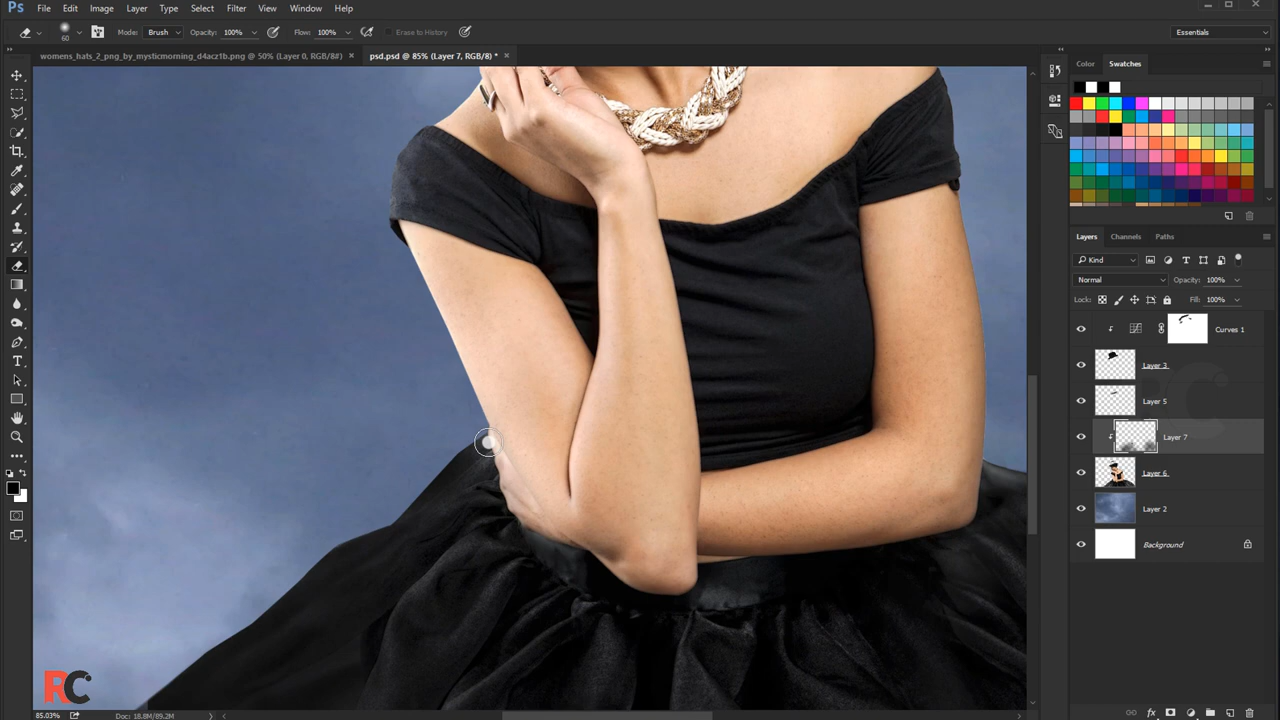 Ps File Edit Image Layer Type Select Filter View Window Help
60 Mode: Brush Opacity: 100% Flow: 100% Erase to History Essentials
womens_hats_2_png_by_mysticmorning_d4acz1b.png @ 50% (Layer 0, RGB/8#) × psd.psd @ 85% (Layer 7, RGB/8) * ×
Color Swatches
Layers Channels Paths
Kind
Normal Opacity: 100%
Lock: Fill: 100%
Curves 1
Layer 3
Layer 5
Layer 7
Layer 6
Layer 2
Background
RC
RC
85.03% Doc: 18.8M/89.2M
fx